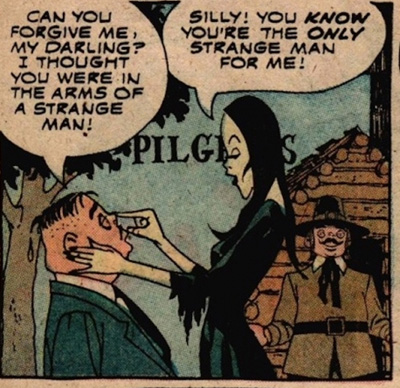 CAN YOU
FORGIVE ME,
MY DARLING?
I THOUGHT
YOU WERE IN
THE ARMS OF
A STRANGE
MAN!
SILLY! YOU KNOW
YOU'RE THE ONLY
STRANGE MAN
FOR ME!
PILGR S